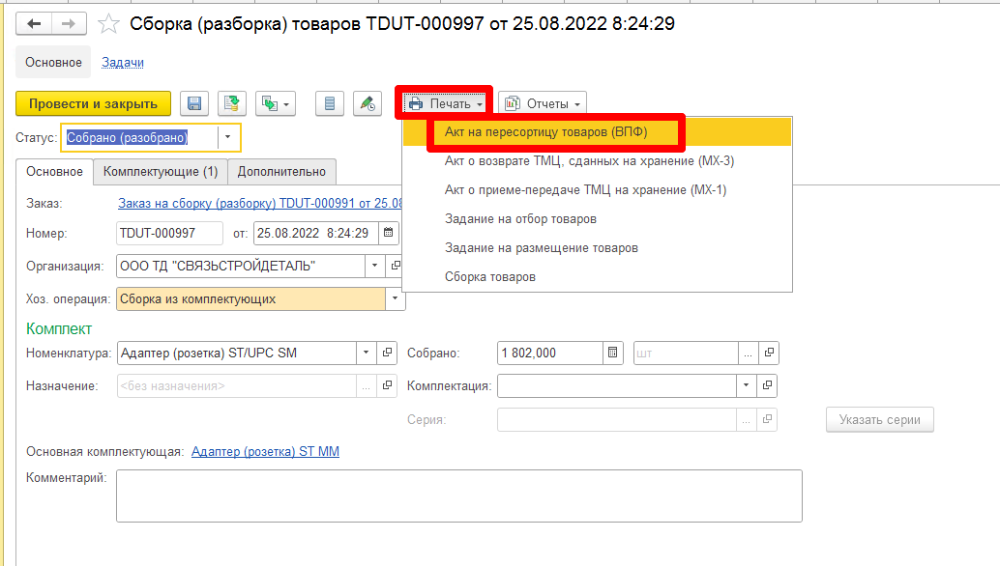 Сборка (разборка) товаров TDUT-000997 от 25.08.2022 8:24:29
Основное Задачи
Провести и закрыть Печать Отчеты
Статус: Собрано (разобрано)
Акт на пересортицу товаров (ВПФ)
Акт о возврате ТМЦ, сданных на хранение (МХ-3)
Акт о приеме-передаче ТМЦ на хранение (МХ-1)
Задание на отбор товаров
Задание на размещение товаров
Сборка товаров
Основное Комплектующие (1) Дополнительно
Заказ: Заказ на сборку (разборку) TDUT-000991 от 25.08
Номер: TDUT-000997 от: 25.08.2022 8:24:29
Организация: ООО ТД "СВЯЗЬСТРОЙДЕТАЛЬ"
Хоз. операция: Сборка из комплектующих
Комплект
Номенклатура: Адаптер (розетка) ST/UPC SM Собрано: 1 802,000 шт ...
Назначение: <без назначения> ... Комплектация:
Серия: ... Указать серии
Основная комплектующая: Адаптер (розетка) ST MM
Комментарий: